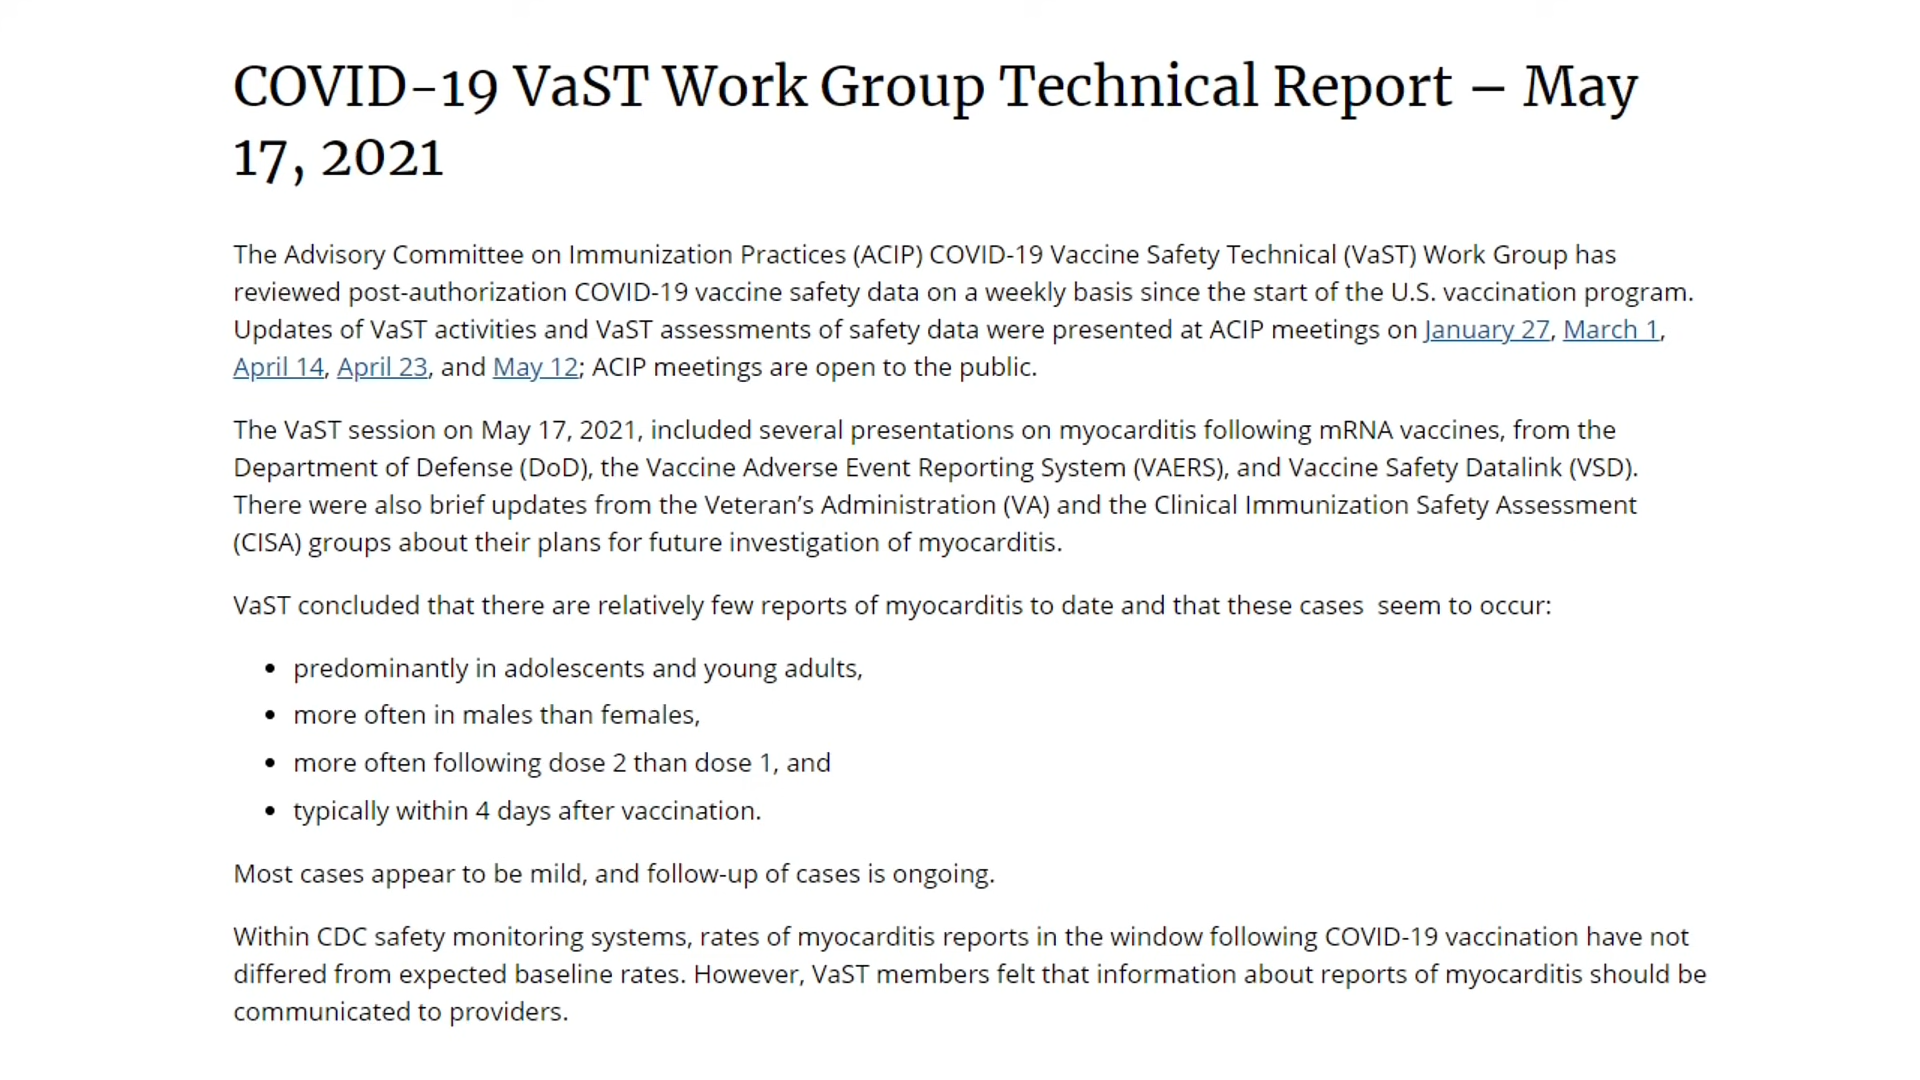 COVID-19 VaST Work Group Technical Report – May
17, 2021
The Advisory Committee on Immunization Practices (ACIP) COVID-19 Vaccine Safety Technical (VaST) Work Group has
reviewed post-authorization COVID-19 vaccine safety data on a weekly basis since the start of the U.S. vaccination program.
Updates of VaST activities and VaST assessments of safety data were presented at ACIP meetings on January 27, March 1,
April 14, April 23, and May 12; ACIP meetings are open to the public.
The VaST session on May 17, 2021, included several presentations on myocarditis following mRNA vaccines, from the
Department of Defense (DoD), the Vaccine Adverse Event Reporting System (VAERS), and Vaccine Safety Datalink (VSD).
There were also brief updates from the Veteran’s Administration (VA) and the Clinical Immunization Safety Assessment
(CISA) groups about their plans for future investigation of myocarditis.
VaST concluded that there are relatively few reports of myocarditis to date and that these cases  seem to occur:
• predominantly in adolescents and young adults,
• more often in males than females,
• more often following dose 2 than dose 1, and
• typically within 4 days after vaccination.
Most cases appear to be mild, and follow-up of cases is ongoing.
Within CDC safety monitoring systems, rates of myocarditis reports in the window following COVID-19 vaccination have not
differed from expected baseline rates. However, VaST members felt that information about reports of myocarditis should be
communicated to providers.